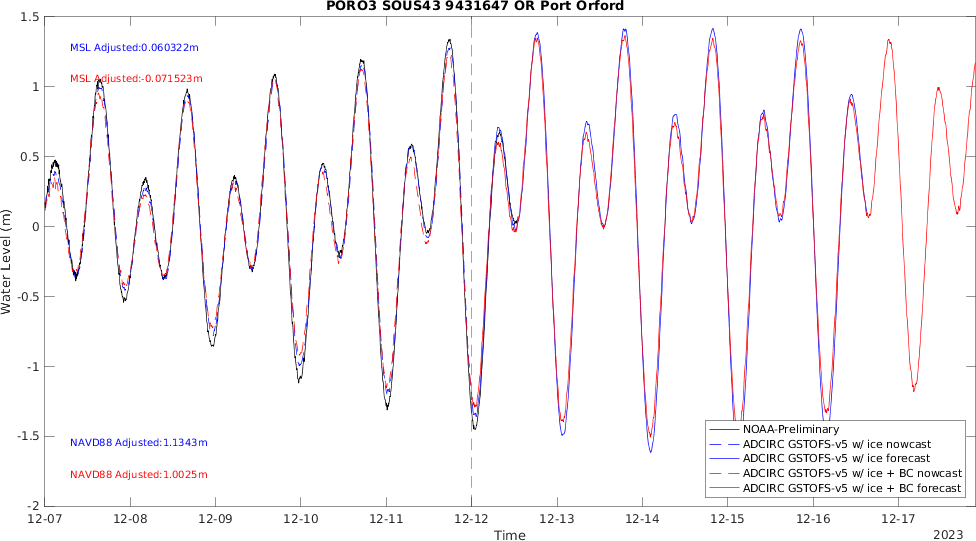 PORO3 SOUS43 9431647 OR Port Orford
MSL Adjusted:0.060322m
MSL Adjusted:-0.071523m
NAVD88 Adjusted:1.1343m
NAVD88 Adjusted:1.0025m
Water Level (m)
1.5
1
0.5
0
-0.5
-1
-1.5
-2
NOAA-Preliminary
ADCIRC GSTOFS-v5 w/ ice nowcast
ADCIRC GSTOFS-v5 w/ ice forecast
ADCIRC GSTOFS-v5 w/ ice + BC nowcast
ADCIRC GSTOFS-v5 w/ ice + BC forecast
12-07 12-08 12-09 12-10 12-11 12-12 12-13 12-14 12-15 12-16 12-17
Time
2023